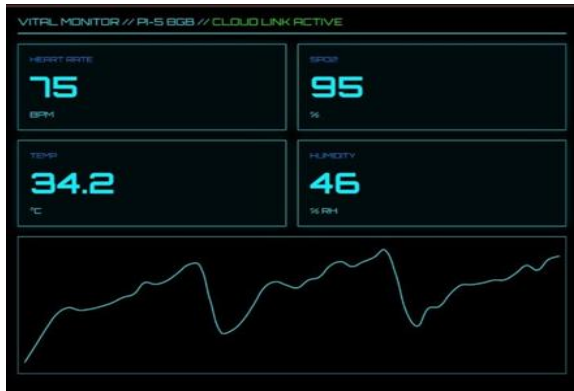 VITAL MONITOR // PI-5 8GB // CLOUD LINK ACTIVE
HEART RATE
75
BPM
SPO2
95
%
TEMP
34.2
°C
HUMIDITY
46
% RH